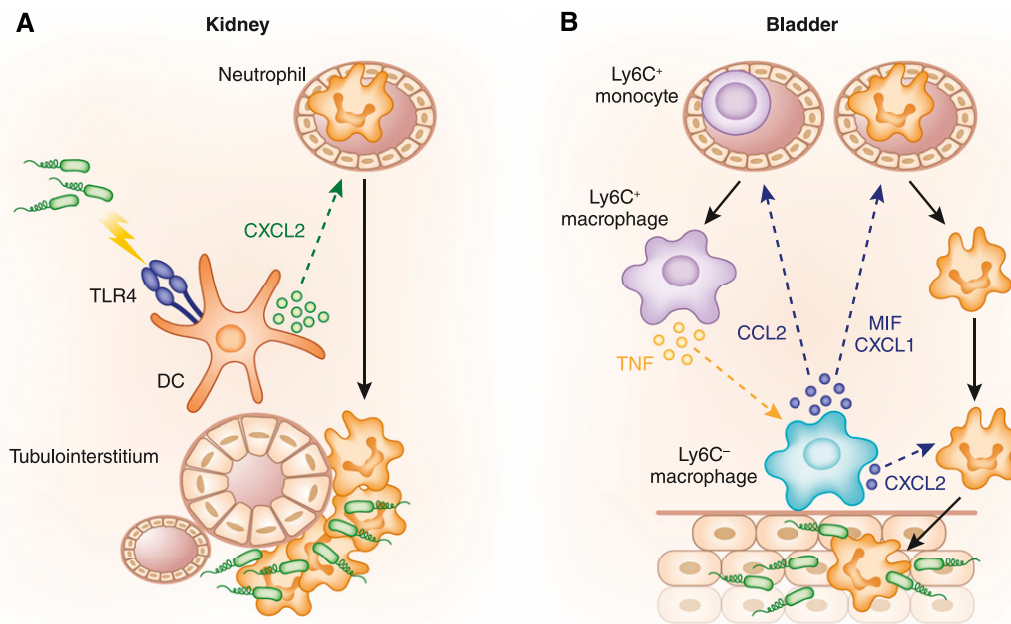 A
Kidney
Neutrophil
CXCL2
TLR4
DC
Tubulointerstitium
B
Bladder
Ly6C⁺
monocyte
Ly6C⁺
macrophage
TNF
CCL2
MIF
CXCL1
Ly6C⁻
macrophage
CXCL2